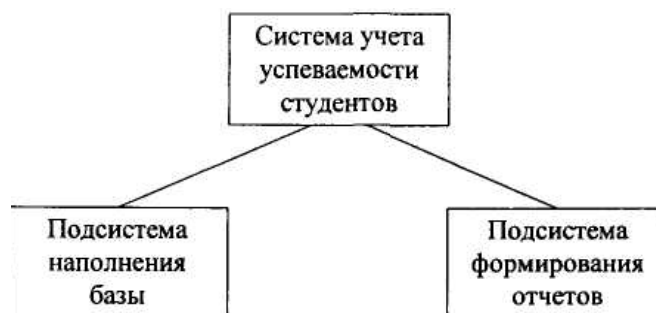 Система учета
успеваемости
студентов
Подсистема
наполнения
базы
Подсистема
формирования
отчетов